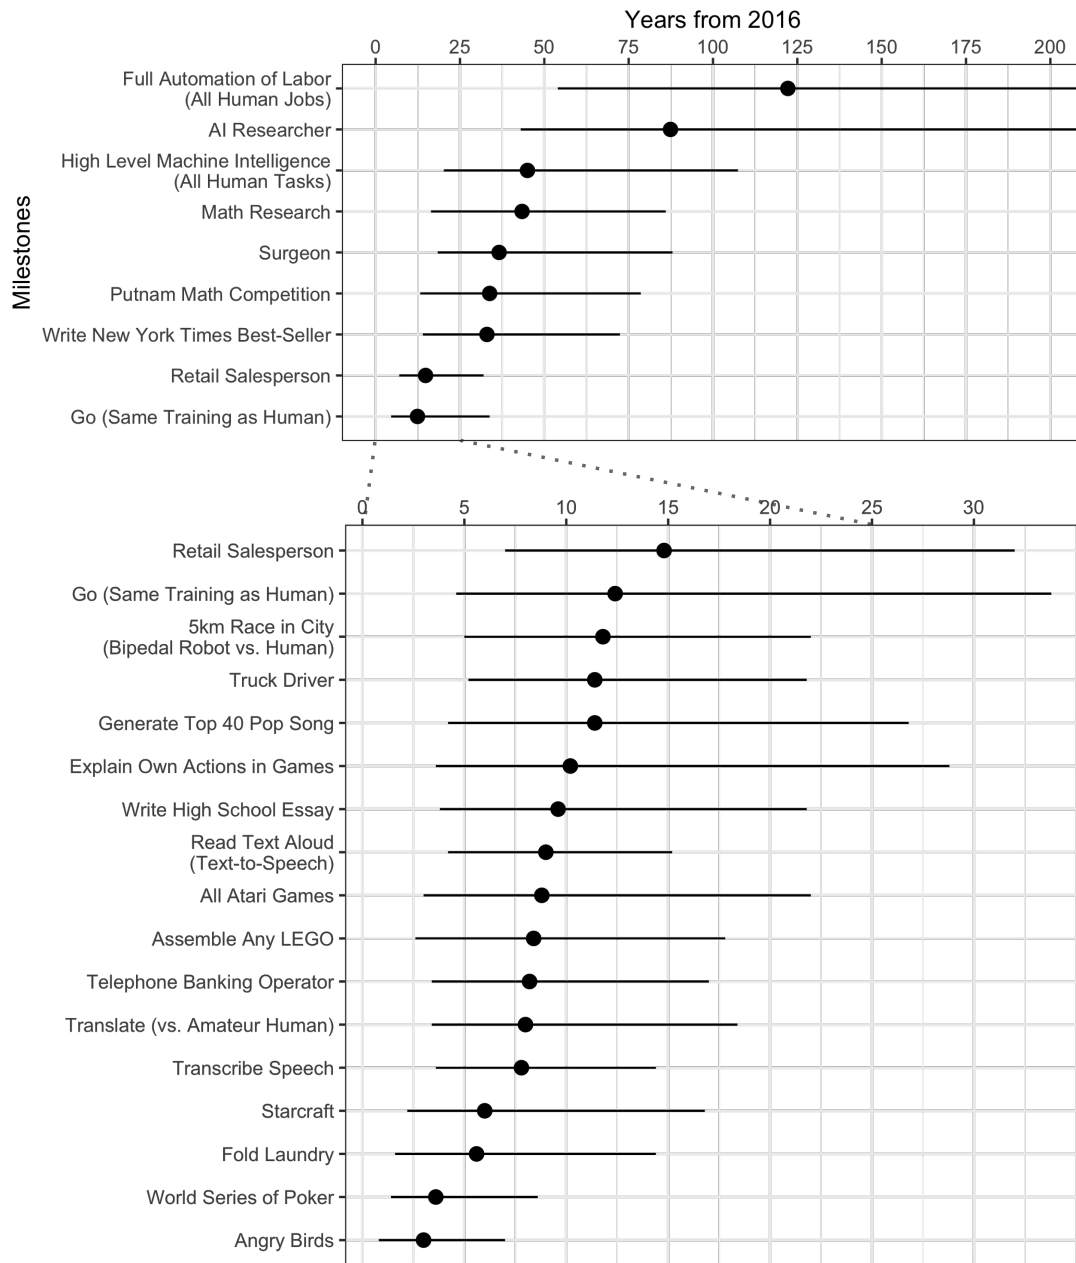 Years from 2016
0 25 50 75 100 125 150 175 200
Milestones
Full Automation of Labor
(All Human Jobs)
AI Researcher
High Level Machine Intelligence
(All Human Tasks)
Math Research
Surgeon
Putnam Math Competition
Write New York Times Best-Seller
Retail Salesperson
Go (Same Training as Human)
0 5 10 15 20 25 30
Retail Salesperson
Go (Same Training as Human)
5km Race in City
(Bipedal Robot vs. Human)
Truck Driver
Generate Top 40 Pop Song
Explain Own Actions in Games
Write High School Essay
Read Text Aloud
(Text-to-Speech)
All Atari Games
Assemble Any LEGO
Telephone Banking Operator
Translate (vs. Amateur Human)
Transcribe Speech
Starcraft
Fold Laundry
World Series of Poker
Angry Birds